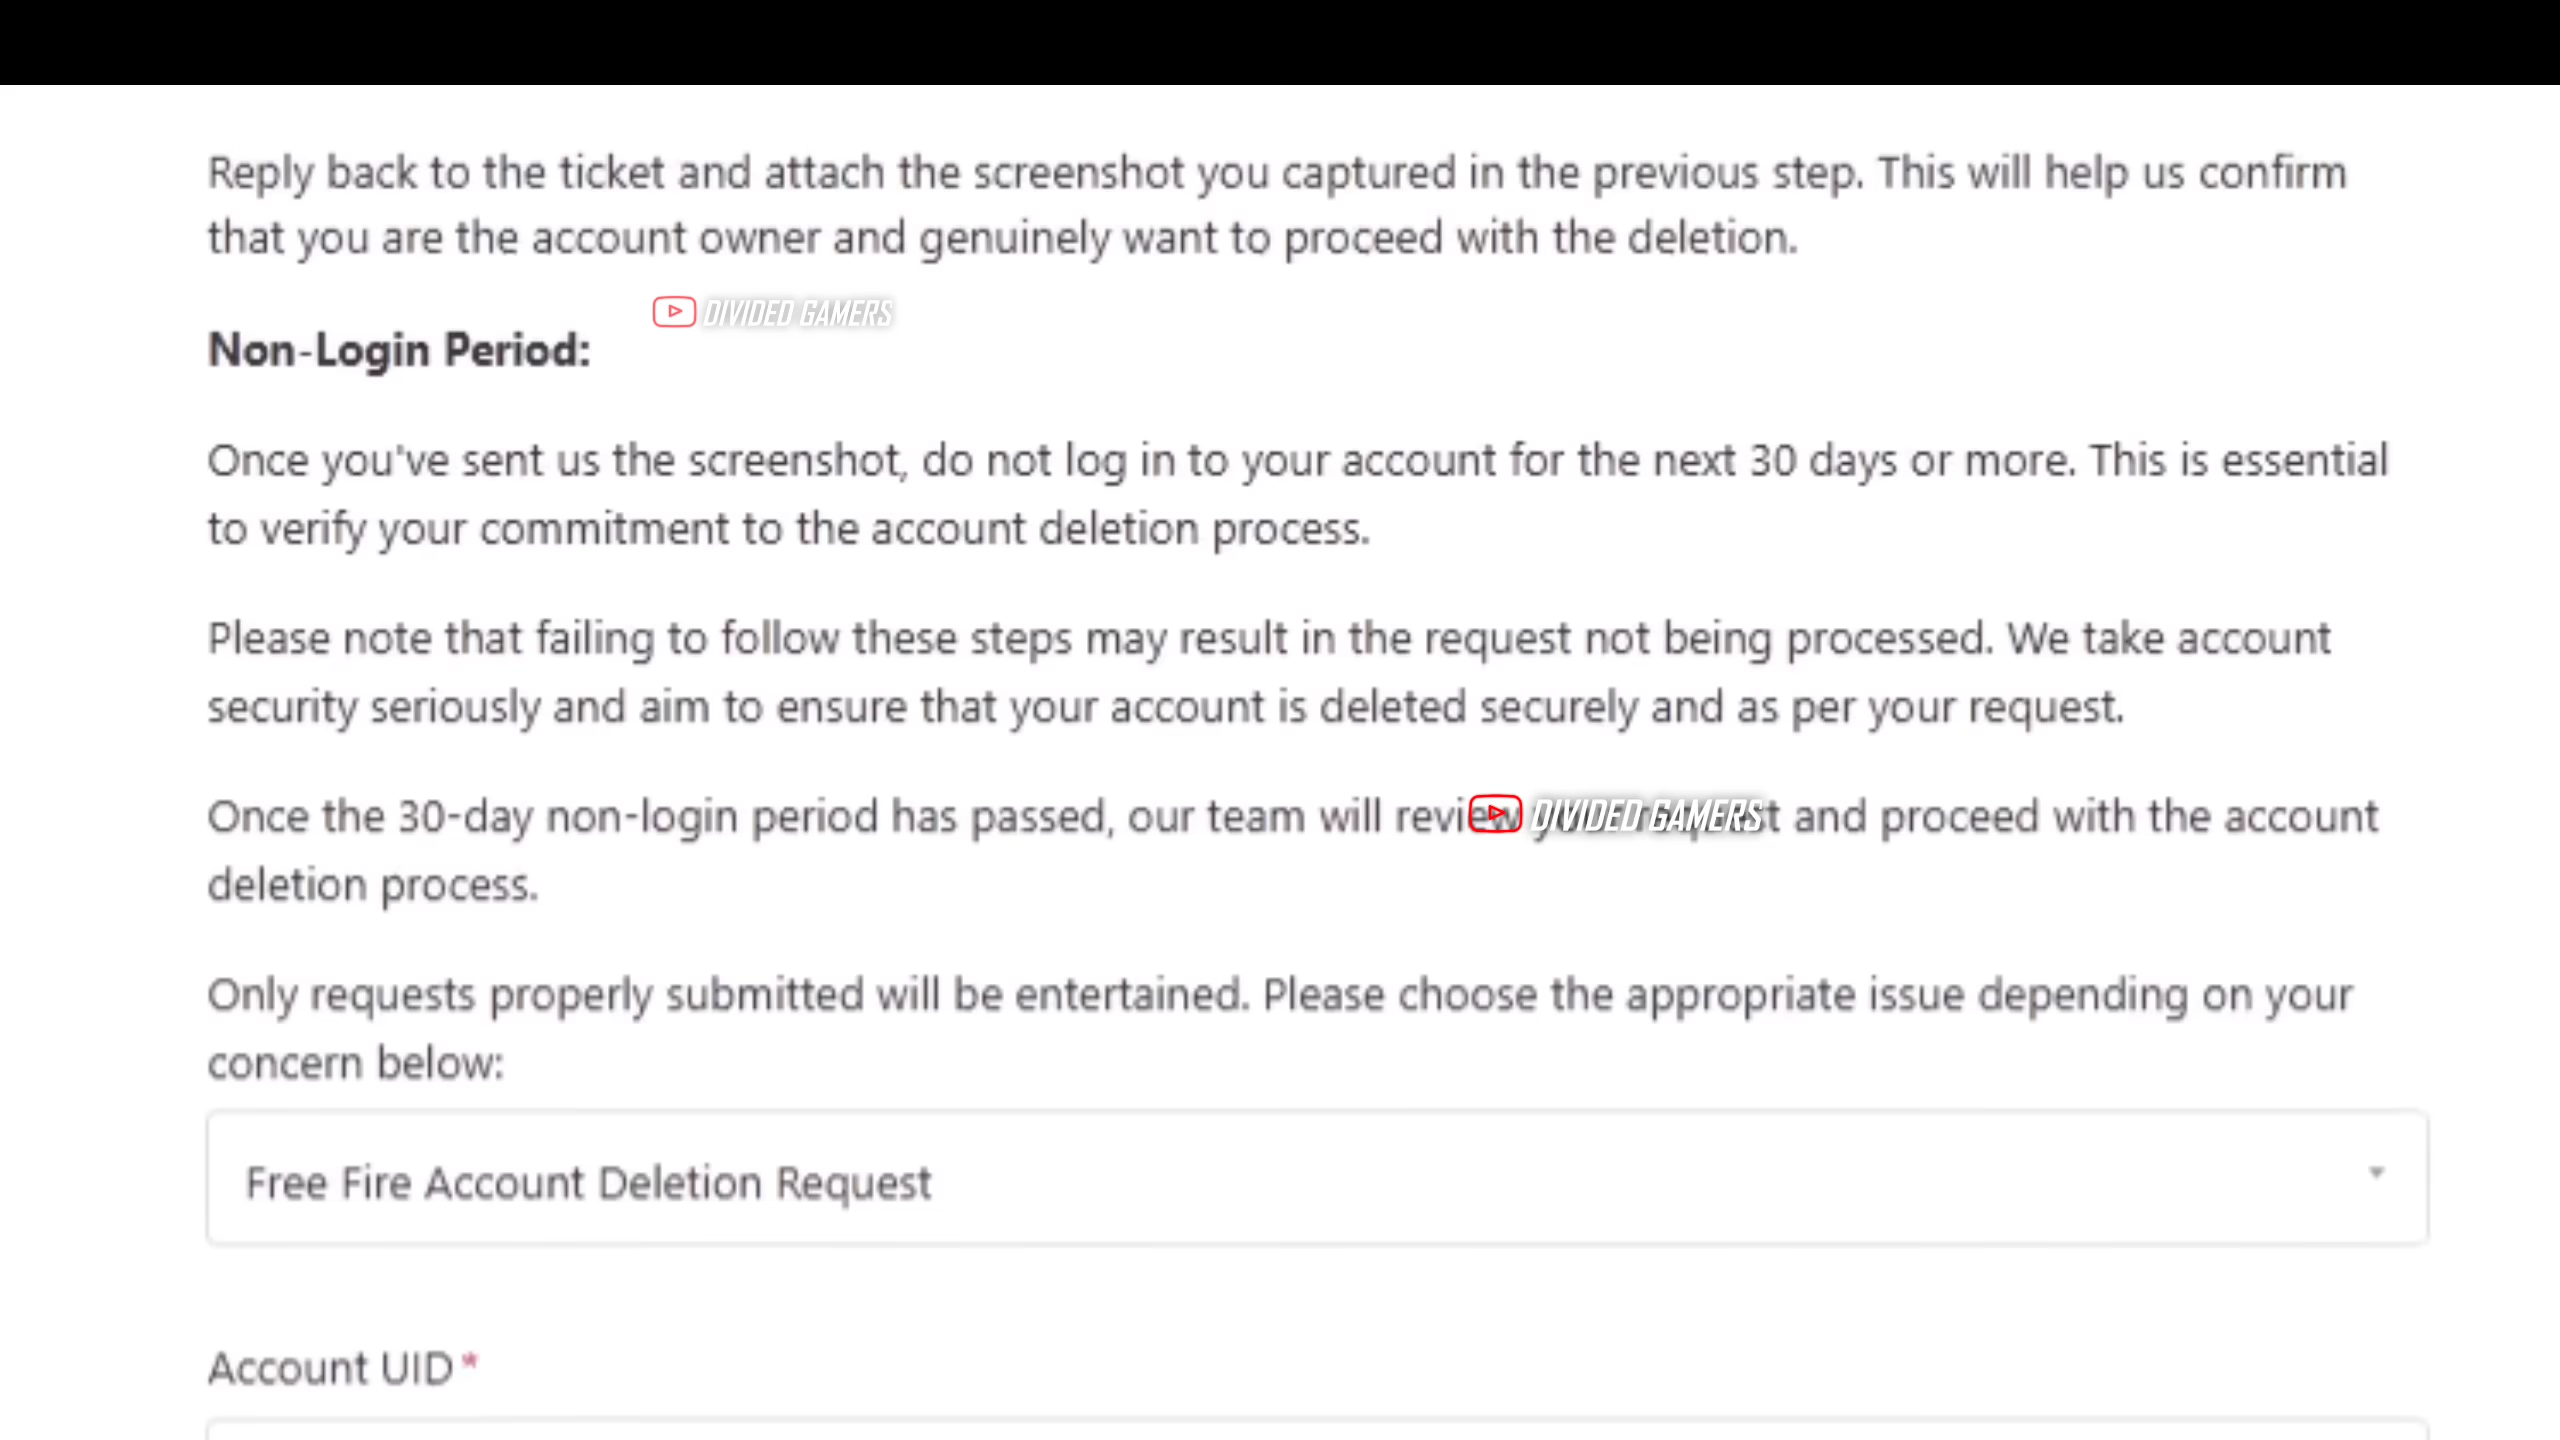 Reply back to the ticket and attach the screenshot you captured in the previous step. This will help us confirm
that you are the account owner and genuinely want to proceed with the deletion.
DIVIDED GAMERS
Non-Login Period:
Once you've sent us the screenshot, do not log in to your account for the next 30 days or more. This is essential
to verify your commitment to the account deletion process.
Please note that failing to follow these steps may result in the request not being processed. We take account
security seriously and aim to ensure that your account is deleted securely and as per your request.
Once the 30-day non-login period has passed, our team will review and proceed with the account
DIVIDED GAMERS
deletion process.
Only requests properly submitted will be entertained. Please choose the appropriate issue depending on your
concern below:
Free Fire Account Deletion Request
Account UID *